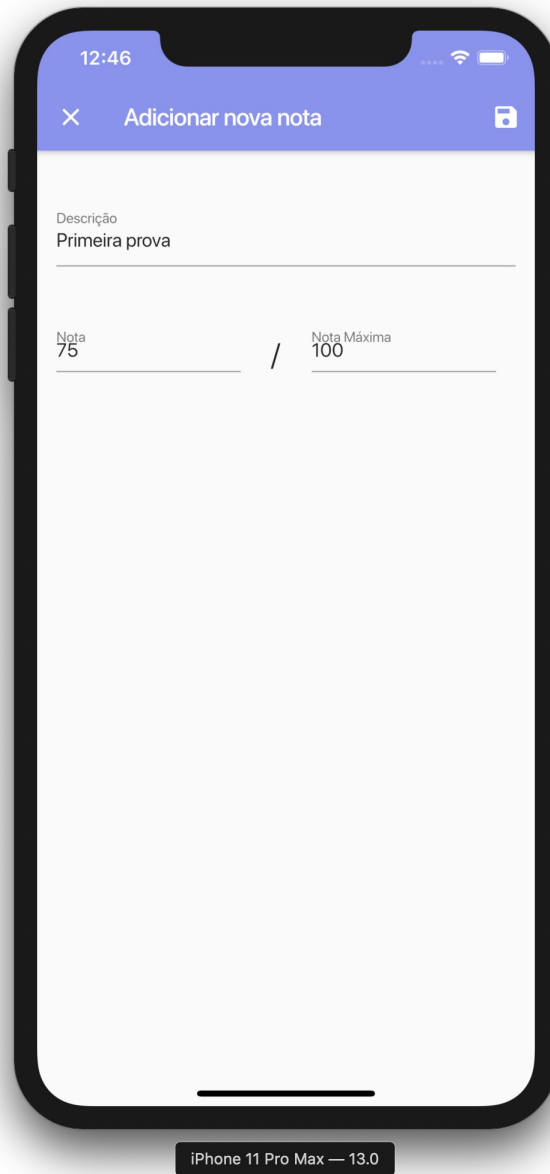 12:46
Adicionar nova nota
Descrição
Primeira prova
Nota
75
/
Nota Máxima
100
iPhone 11 Pro Max — 13.0